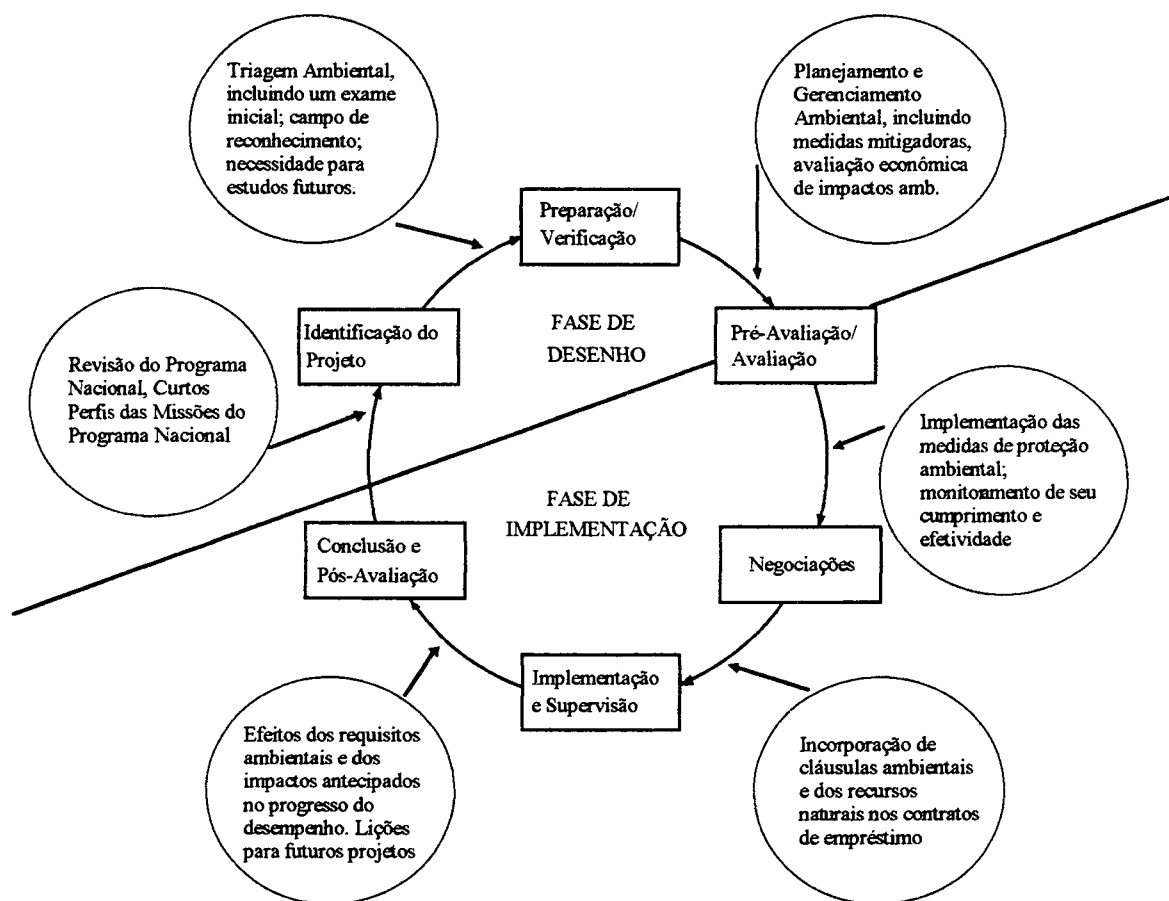 Triagem Ambiental,
incluindo um exame
inicial; campo de
reconhecimento;
necessidade para
estudos futuros.
Planejamento e
Gerenciamento
Ambiental, incluindo
medidas mitigadoras,
avaliação econômica
de impactos amb.
Preparação/
Verificação
Identificação do
Projeto
FASE DE
DESENHO
Pré-Avaliação/
Avaliação
Revisão do Programa
Nacional, Curtos
Perfis das Missões do
Programa Nacional
Implementação das
medidas de proteção
ambiental;
monitoramento de seu
cumprimento e
efetividade
FASE DE
IMPLEMENTAÇÃO
Conclusão e
Pós-Avaliação
Negociações
Implementação
e Supervisão
Efeitos dos requisitos
ambientais e dos
impactos antecipados
no progresso do
desempenho. Lições
para futuros projetos
Incorporação de
cláusulas ambientais
e dos recursos
naturais nos contratos
de empréstimo